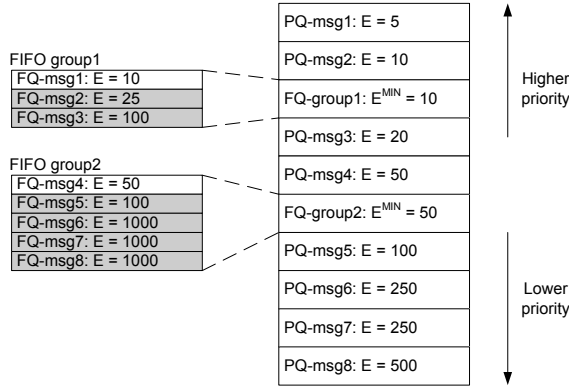 FIFO group1
FQ-msg1: E = 10
FQ-msg2: E = 25
FQ-msg3: E = 100
FIFO group2
FQ-msg4: E = 50
FQ-msg5: E = 100
FQ-msg6: E = 1000
FQ-msg7: E = 1000
FQ-msg8: E = 1000
PQ-msg1: E = 5
PQ-msg2: E = 10
FQ-group1: E^MIN = 10
PQ-msg3: E = 20
PQ-msg4: E = 50
FQ-group2: E^MIN = 50
PQ-msg5: E = 100
PQ-msg6: E = 250
PQ-msg7: E = 250
PQ-msg8: E = 500
Higher
priority
Lower
priority